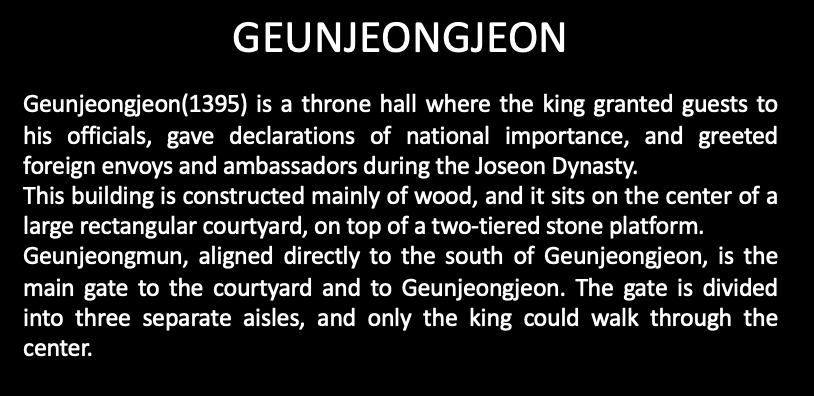 GEUNJEONGJEON
Geunjeongjeon(1395) is a throne hall where the king granted guests to
his officials, gave declarations of national importance, and greeted
foreign envoys and ambassadors during the Joseon Dynasty.
This building is constructed mainly of wood, and it sits on the center of a
large rectangular courtyard, on top of a two-tiered stone platform.
Geunjeongmun, aligned directly to the south of Geunjeongjeon, is the
main gate to the courtyard and to Geunjeongjeon. The gate is divided
into three separate aisles, and only the king could walk through the
center.